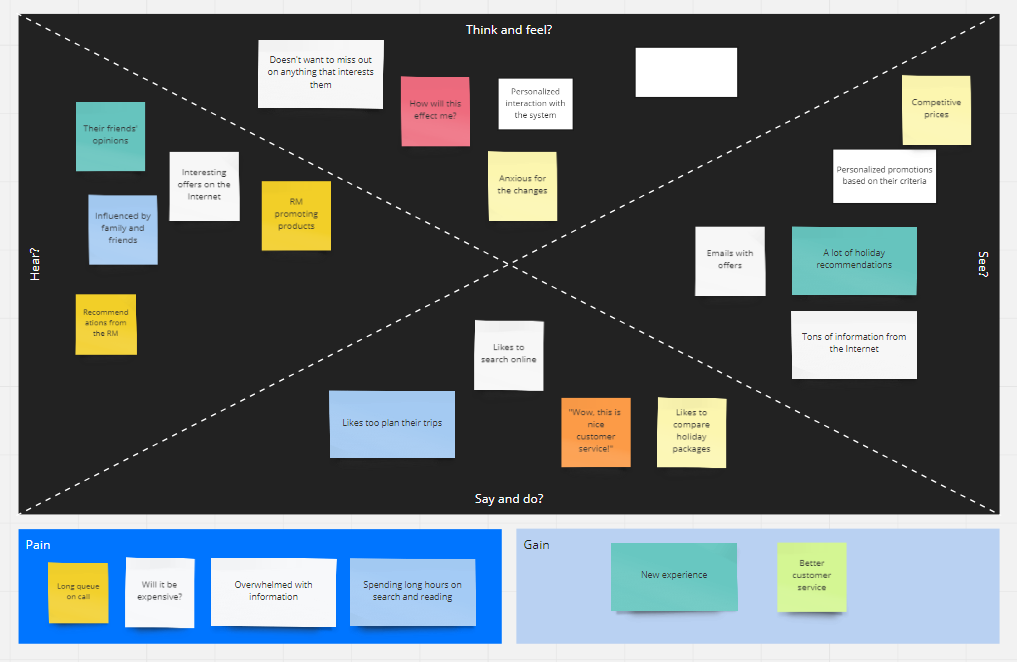 Think and feel?
Doesn't want to miss out
on anything that interests
them
How will this
effect me?
Personalized
interaction with
the system
Anxious for
the changes
Hear?
Their friends'
opinions
Interesting
offers on the
Internet
Influenced by
family and
friends
RM
promoting
products
Recommend
ations from
the RM
See?
Competitive
prices
Personalized promotions
based on their criteria
Emails with
offers
A lot of holiday
recommendations
Tons of information from
the Internet
Likes to
search online
Likes too plan their trips
"Wow, this is
nice
customer
service!"
Likes to
compare
holiday
packages
Say and do?
Pain
Long queue
on call
Will it be
expensive?
Overwhelmed with
information
Spending long hours on
search and reading
Gain
New experience
Better
customer
service